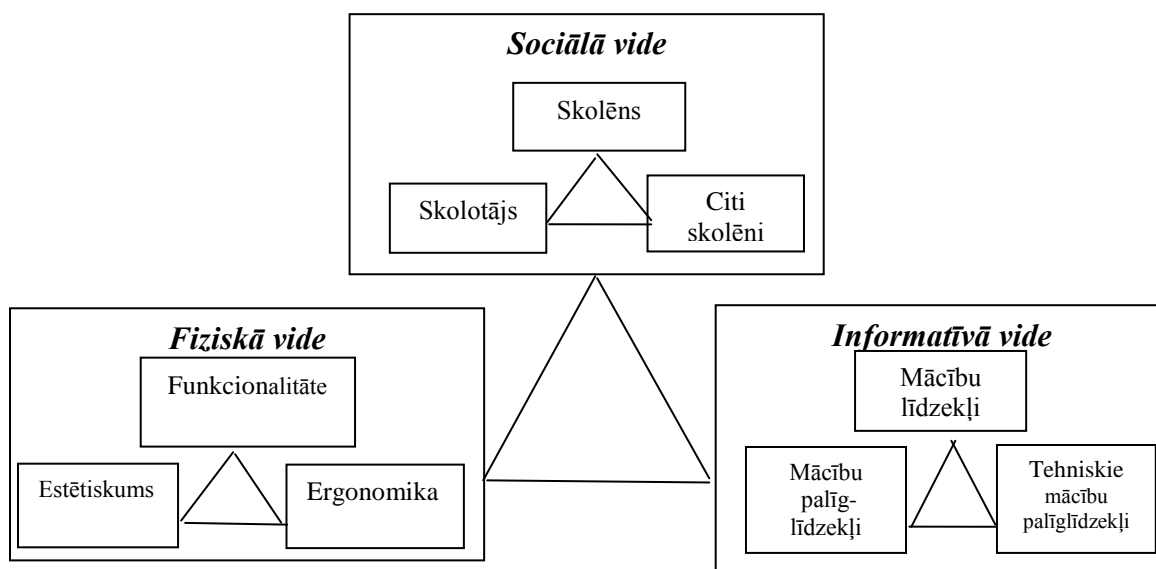 Sociālā vide
Skolēns
Skolotājs
Citi
skolēni
Fiziskā vide
Funkcionalitāte
Estētiskums
Ergonomika
Informatīvā vide
Mācību
līdzekļi
Mācību
palīg-
līdzekļi
Tehniskie
mācību
palīglīdzekļi